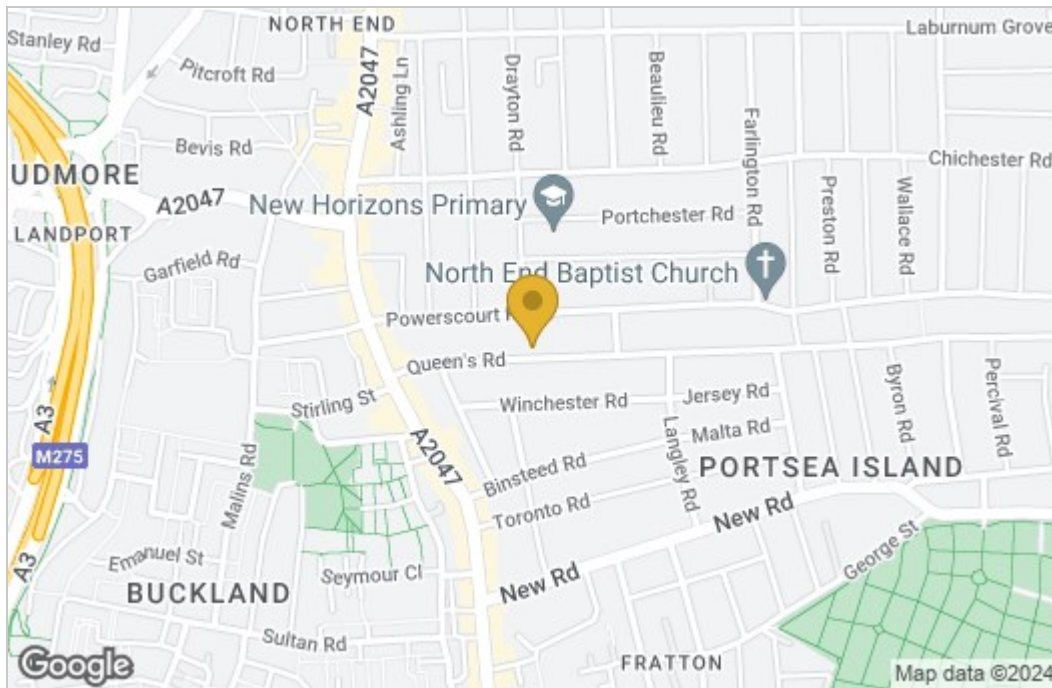 NORTH END
Laburnum Grove
Stanley Rd
Pitcroft Rd
A2047
Ashling Ln
Drayton Rd
Beaulieu Rd
Farlington Rd
Bevis Rd
Chichester Rd
UDMORE
A2047
New Horizons Primary
Portchester Rd
Preston Rd
Wallace Rd
LANDPORT
Garfield Rd
North End Baptist Church
Powerscourt
Queen's Rd
Stirling St
Winchester Rd
Jersey Rd
Byron Rd
Percival Rd
A3
M275
Malins Rd
A2047
Binsteed Rd
Langley Rd
Malta Rd
PORTSEA ISLAND
Toronto Rd
New Rd
A3
Emanuel St
Seymour Cl
New Rd
George St
BUCKLAND
Sultan Rd
FRATTON
Google
Map data ©2024